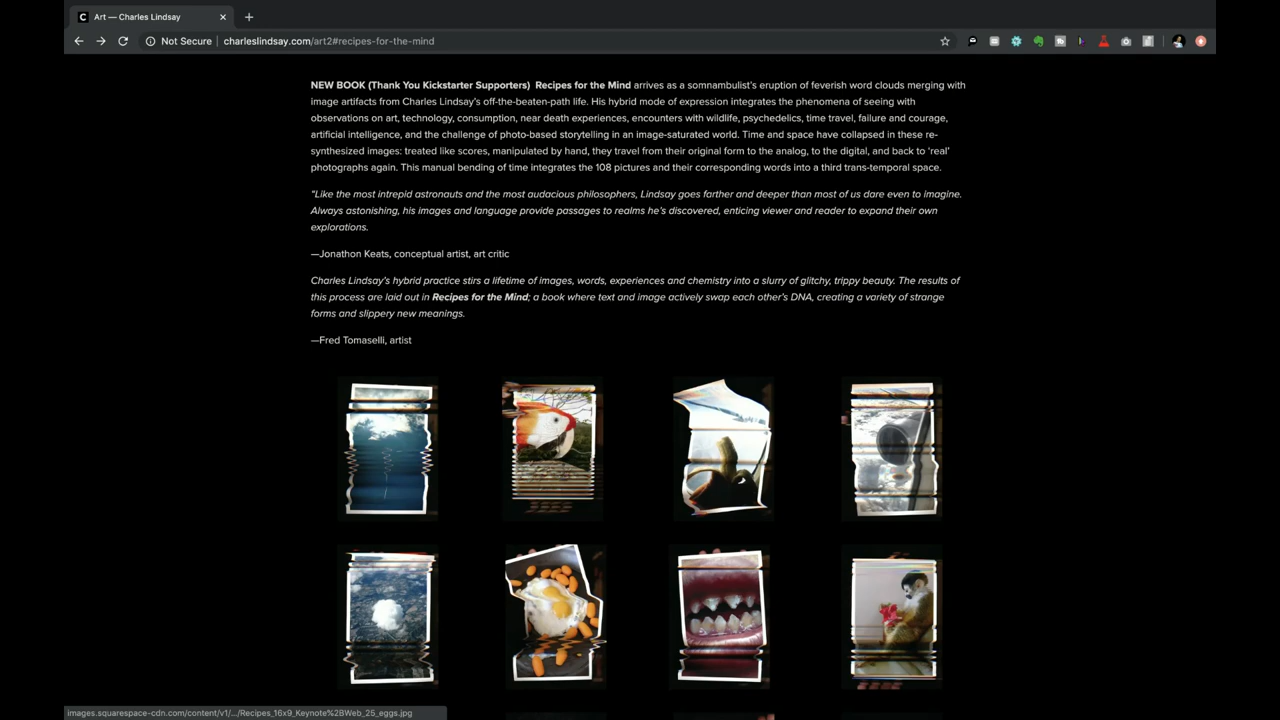 Art — Charles Lindsay
Not Secure | charleslindsay.com/art2#recipes-for-the-mind
NEW BOOK (Thank You Kickstarter Supporters) Recipes for the Mind arrives as a somnambulist's eruption of feverish word clouds merging with
image artifacts from Charles Lindsay's off-the-beaten-path life. His hybrid mode of expression integrates the phenomena of seeing with
observations on art, technology, consumption, near death experiences, encounters with wildlife, psychedelics, time travel, failure and courage,
artificial intelligence, and the challenge of photo-based storytelling in an image-saturated world. Time and space have collapsed in these re-
synthesized images: treated like scores, manipulated by hand, they travel from their original form to the analog, to the digital, and back to 'real'
photographs again. This manual bending of time integrates the 108 pictures and their corresponding words into a third trans-temporal space.
"Like the most intrepid astronauts and the most audacious philosophers, Lindsay goes farther and deeper than most of us dare even to imagine.
Always astonishing, his images and language provide passages to realms he's discovered, enticing viewer and reader to expand their own
explorations.
—Jonathon Keats, conceptual artist, art critic
Charles Lindsay's hybrid practice stirs a lifetime of images, words, experiences and chemistry into a slurry of glitchy, trippy beauty. The results of
this process are laid out in Recipes for the Mind; a book where text and image actively swap each other's DNA, creating a variety of strange
forms and slippery new meanings.
—Fred Tomaselli, artist
images.squarespace-cdn.com/content/v1/.../Recipes_16x9_Keynote%2BWeb_25_eggs.jpg